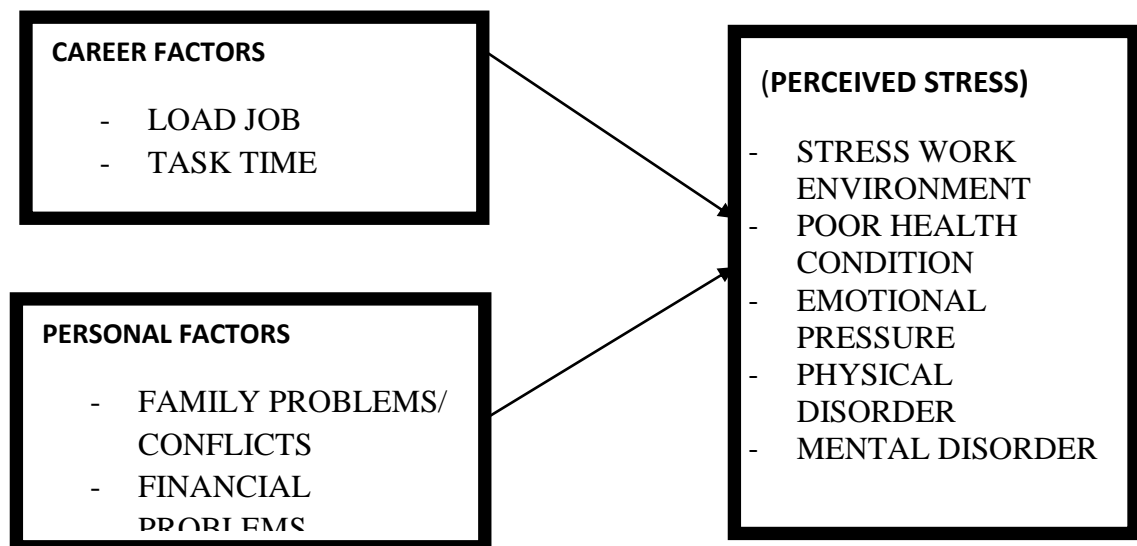 CAREER FACTORS
- LOAD JOB
- TASK TIME
PERSONAL FACTORS
- FAMILY PROBLEMS/
CONFLICTS
- FINANCIAL
PROBLEMS
(PERCEIVED STRESS)
- STRESS WORK
ENVIRONMENT
- POOR HEALTH
CONDITION
- EMOTIONAL
PRESSURE
- PHYSICAL
DISORDER
- MENTAL DISORDER